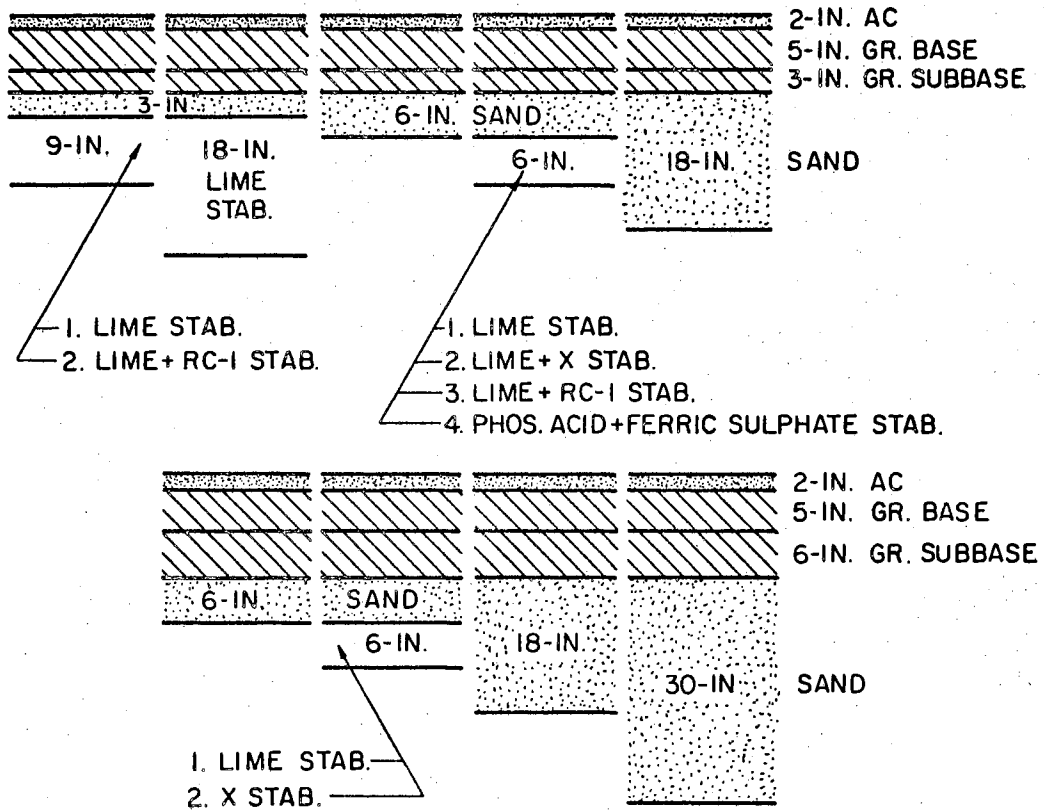 2-IN. AC
5-IN. GR. BASE
3-IN. GR. SUBBASE
3-IN
6-IN. SAND
9-IN.
18-IN.
LIME
STAB.
6-IN.
18-IN.
SAND
1. LIME STAB.
2. LIME + RC-1 STAB.
1. LIME STAB.
2. LIME + X STAB.
3. LIME + RC-1 STAB.
4. PHOS. ACID + FERRIC SULPHATE STAB.
2-IN. AC
5-IN. GR. BASE
6-IN. GR. SUBBASE
6-IN. SAND
6-IN.
18-IN.
30-IN
SAND
1. LIME STAB.
2. X STAB.